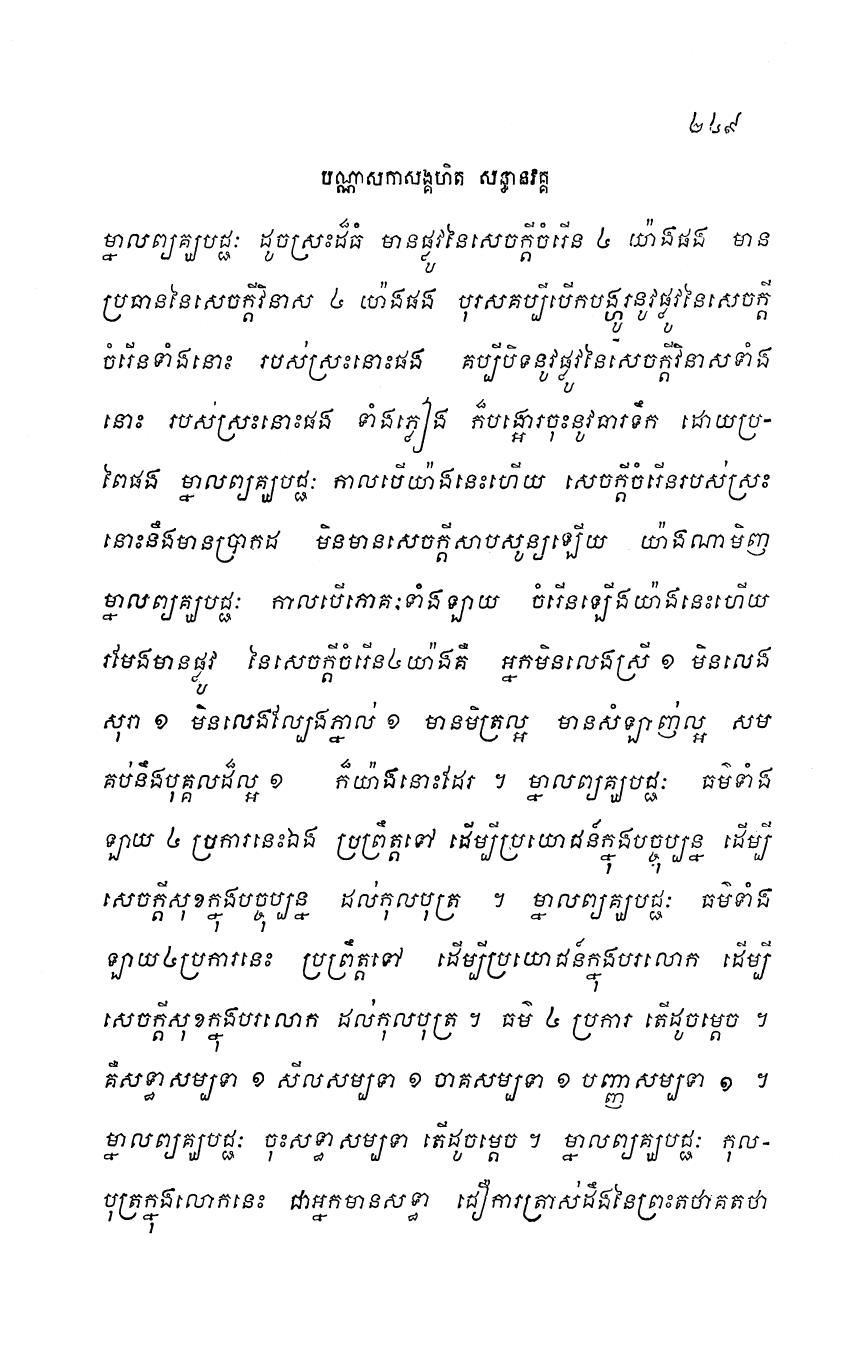 ២៤៩
បណ្ណាសកាសង្គហិត សន្ធានវគ្គ
ម្នាលព្យគ្ឃបជ្ជៈ ដូចស្រះដ៏ធំ មានផ្លូវនៃសេចក្តីចំរើន ៤ យ៉ាងផង មាន
ប្រធាននៃសេចក្តីវិនាស ៤ យ៉ាងផង បុរសគប្បីបើកបង្ហូរនូវផ្លូវនៃសេចក្តី
ចំរើនទាំងនោះ របស់ស្រះនោះផង គប្បីបិទនូវផ្លូវនៃសេចក្តីវិនាសទាំង
នោះ របស់ស្រះនោះផង ទាំងភ្លៀង ក៏បង្អោរចុះនូវធារទឹក ដោយប្រ-
ពៃផង ម្នាលព្យគ្ឃបជ្ជៈ កាលបើយ៉ាងនេះហើយ សេចក្តីចំរើនរបស់ស្រះ
នោះនឹងមានប្រាកដ មិនមានសេចក្តីសាបសូន្យឡើយ យ៉ាងណាមិញ
ម្នាលព្យគ្ឃបជ្ជៈ កាលបើភោគៈទាំងឡាយ ចំរើនឡើងយ៉ាងនេះហើយ
រមែងមានផ្លូវ នៃសេចក្តីចំរើន៤យ៉ាងគឺ អ្នកមិនលេងស្រី ១ មិនលេង
សុរា ១ មិនលេងល្បែងភ្នាល់ ១ មានមិត្រល្អ មានសំឡាញ់ល្អ សម
គប់នឹងបុគ្គលដ៏ល្អ ១ ក៏យ៉ាងនោះដែរ ។ ម្នាលព្យគ្ឃបជ្ជៈ ធម៌ទាំង
ឡាយ ៤ ប្រការនេះឯង ប្រព្រឹត្តទៅ ដើម្បីប្រយោជន៍ក្នុងបច្ចុប្បន្ន ដើម្បី
សេចក្តីសុខក្នុងបច្ចុប្បន្ន ដល់កុលបុត្រ ។ ម្នាលព្យគ្ឃបជ្ជៈ ធម៌ទាំង
ឡាយ៤ប្រការនេះ ប្រព្រឹត្តទៅ ដើម្បីប្រយោជន៍ក្នុងបរលោក ដើម្បី
សេចក្តីសុខក្នុងបរលោក ដល់កុលបុត្រ ។ ធម៌ ៤ ប្រការ តើដូចម្តេច ។
គឺសទ្ធាសម្បទា ១ សីលសម្បទា ១ ចាគសម្បទា ១ បញ្ញាសម្បទា ១ ។
ម្នាលព្យគ្ឃបជ្ជៈ ចុះសទ្ធាសម្បទា តើដូចម្តេច ។ ម្នាលព្យគ្ឃបជ្ជៈ កុល-
បុត្រក្នុងលោកនេះ ជាអ្នកមានសទ្ធា ជឿការត្រាស់ដឹងនៃព្រះតថាគតថា